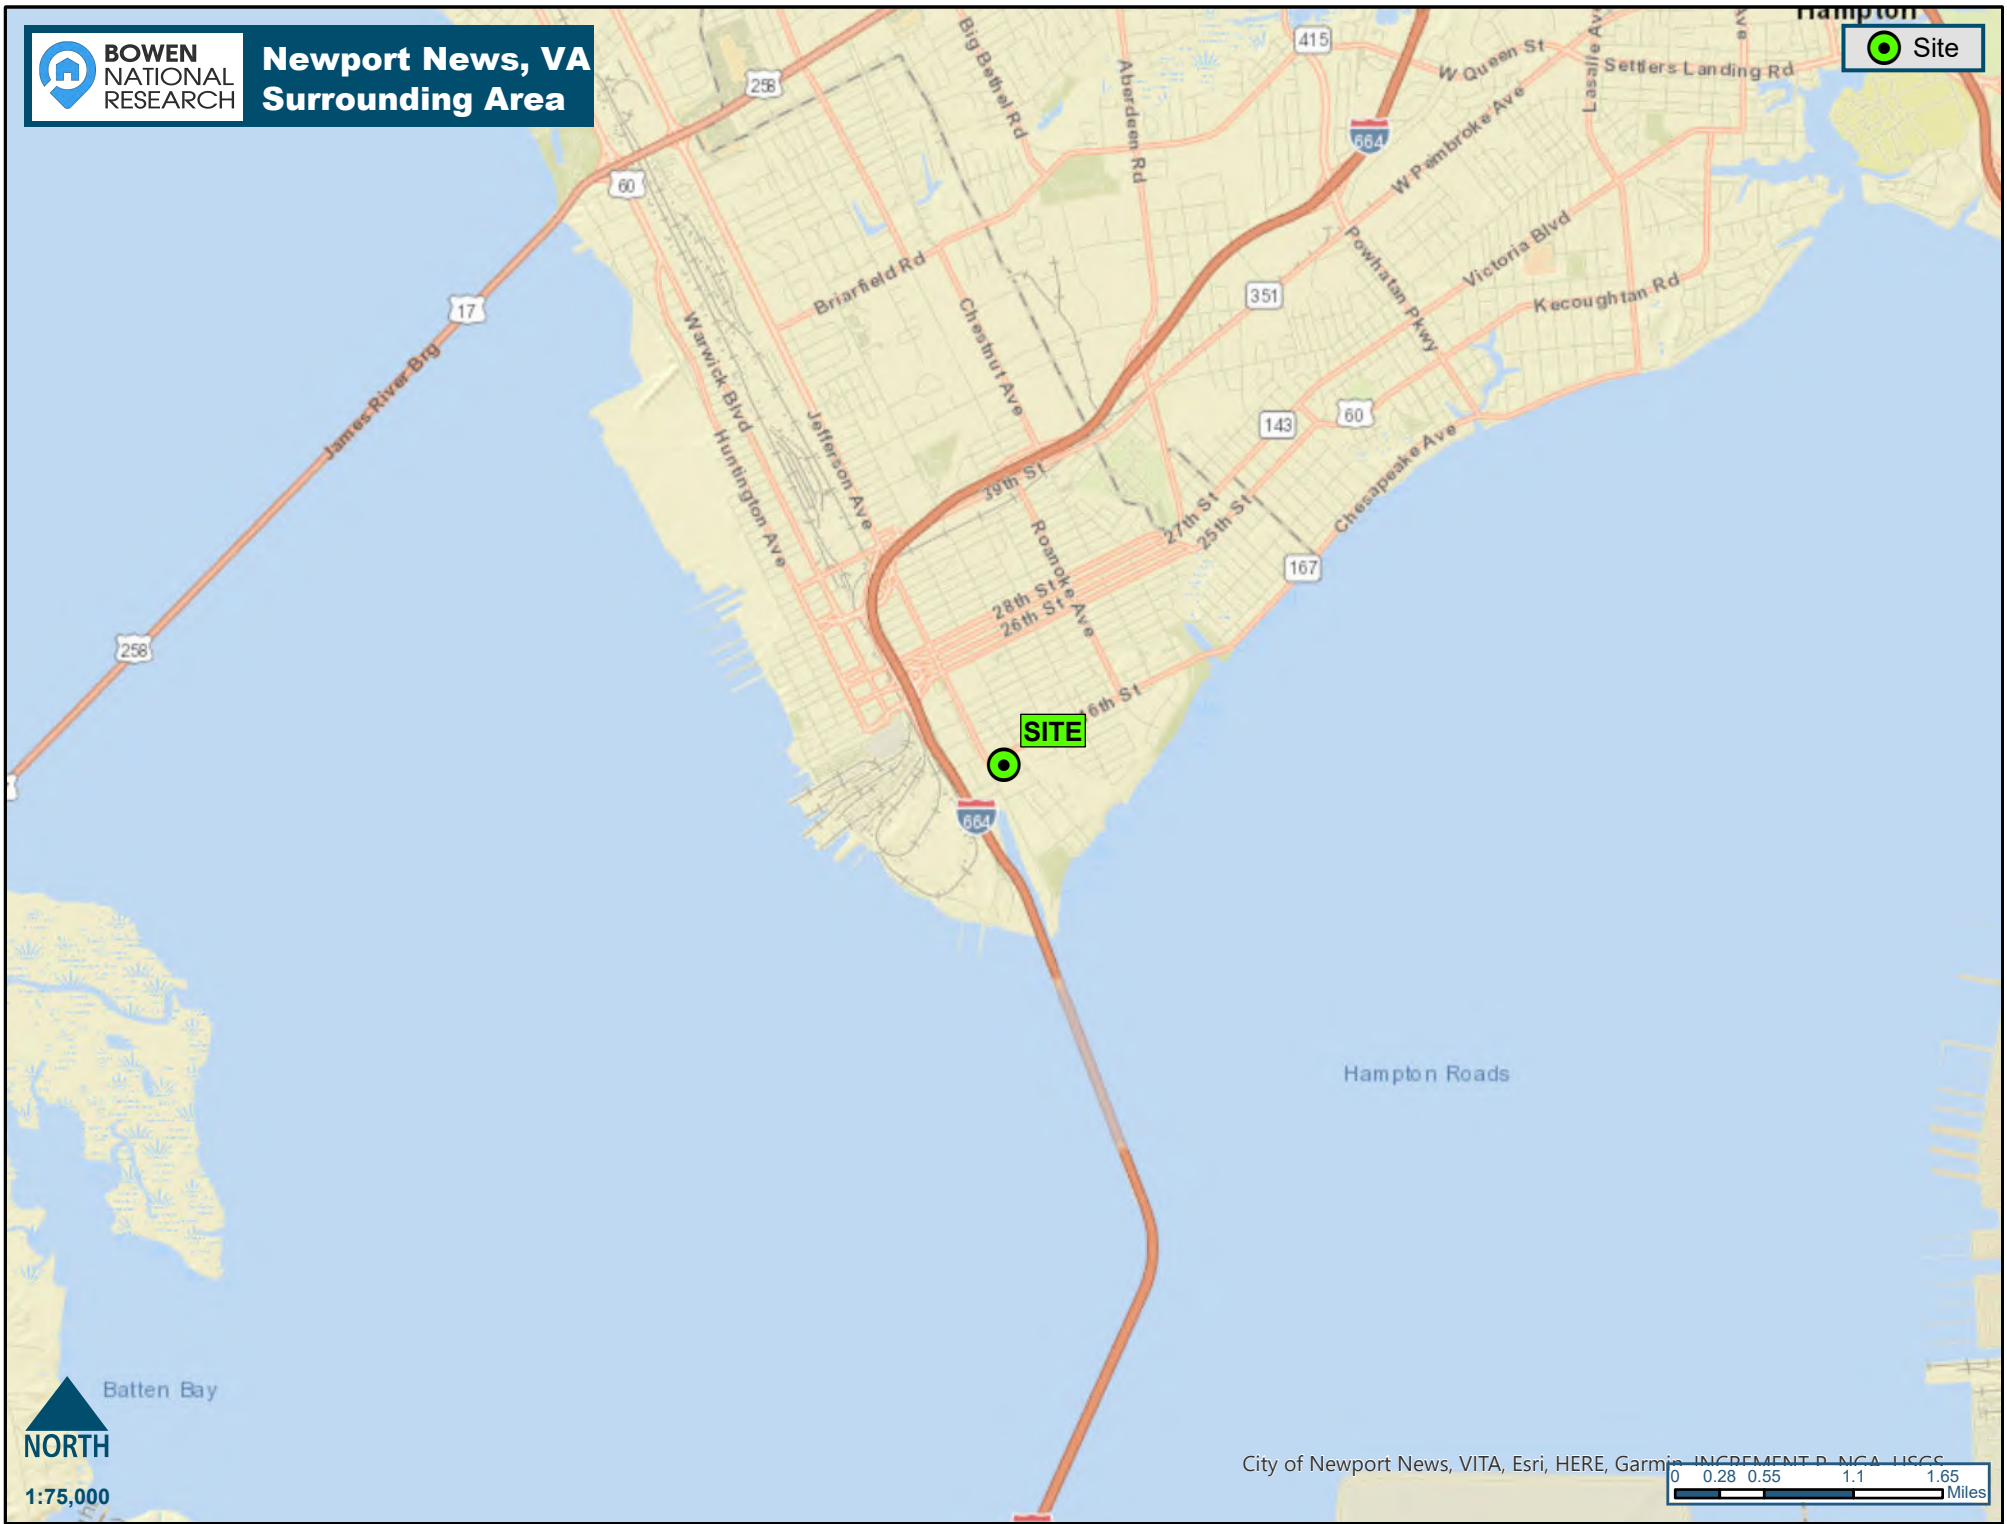 BOWEN
NATIONAL
RESEARCH
Newport News, VA
Surrounding Area
Hampton
Site
415
258
W Queen St
Settlers Landing Rd
Lasalle Ave
Big Bethel Rd
Aberdeen Rd
664
W Pembroke Ave
60
Briarfield Rd
Powhatan Pkwy
Victoria Blvd
17
351
Kecoughtan Rd
Chestnut Ave
Warwick Blvd
James River Brg
60
143
Jefferson Ave
Huntington Ave
39th St
Chesapeake Ave
27th St
25th St
Roanoke Ave
167
28th St
26th St
258
16th St
SITE
664
Hampton Roads
Batten Bay
NORTH
1:75,000
City of Newport News, VITA, Esri, HERE, Garmin, INCREMENT P, NGA, USGS
0 0.28 0.55 1.1 1.65
Miles